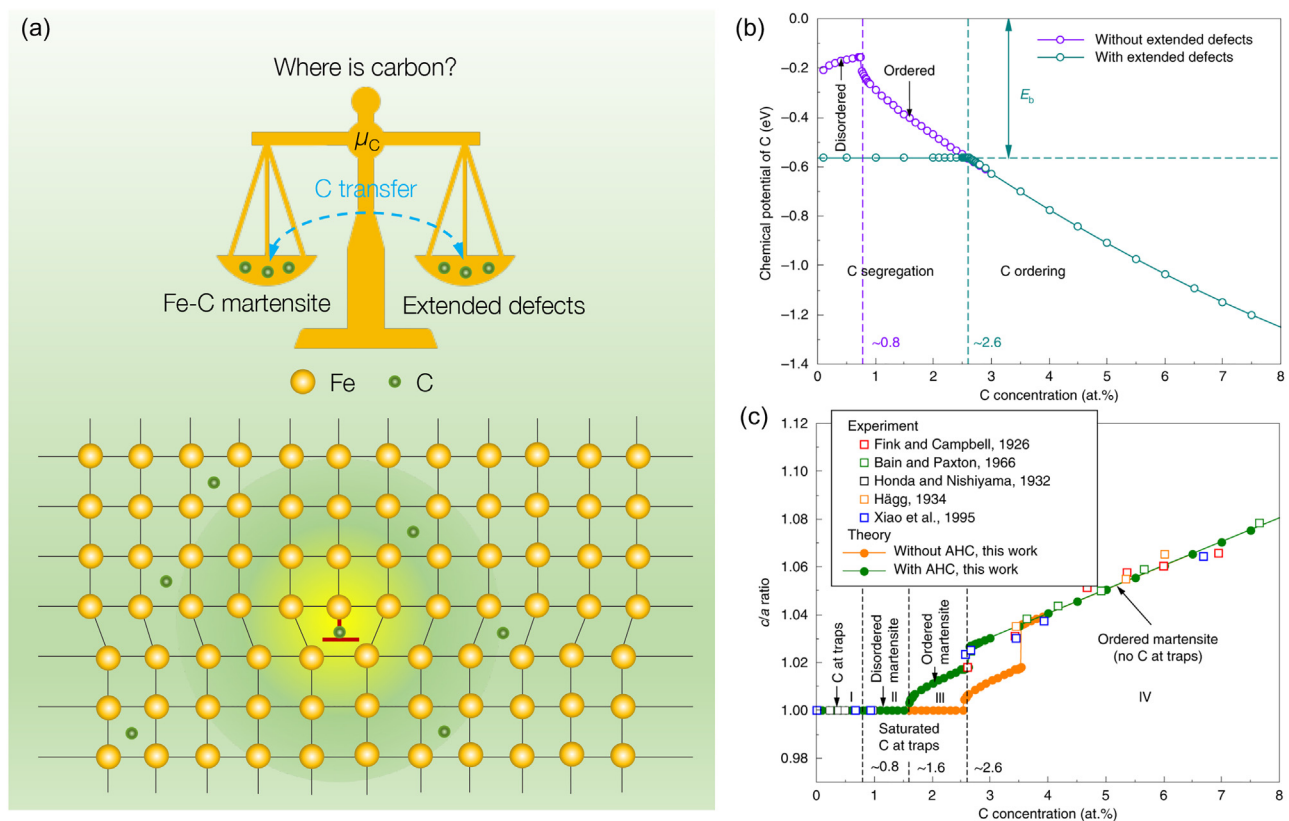 (a)
Where is carbon?
μC
C transfer
Fe-C martensite
Extended defects
Fe
C
(b)
0.0
−0.2
−0.4
−0.6
−0.8
−1.0
−1.2
−1.4
Chemical potential of C (eV)
Without extended defects
With extended defects
Disordered
Ordered
Eb
C segregation
C ordering
~0.8
~2.6
0 1 2 3 4 5 6 7 8
C concentration (at.%)
(c)
1.12
1.10
1.08
1.06
1.04
1.02
1.00
0.98
c/a ratio
Experiment
Fink and Campbell, 1926
Bain and Paxton, 1966
Honda and Nishiyama, 1932
Hägg, 1934
Xiao et al., 1995
Theory
Without AHC, this work
With AHC, this work
C at traps
Disordered
martensite
Ordered
martensite
Ordered martensite
(no C at traps)
I II III IV
Saturated
C at traps
~0.8 ~1.6 ~2.6
0 1 2 3 4 5 6 7 8
C concentration (at.%)